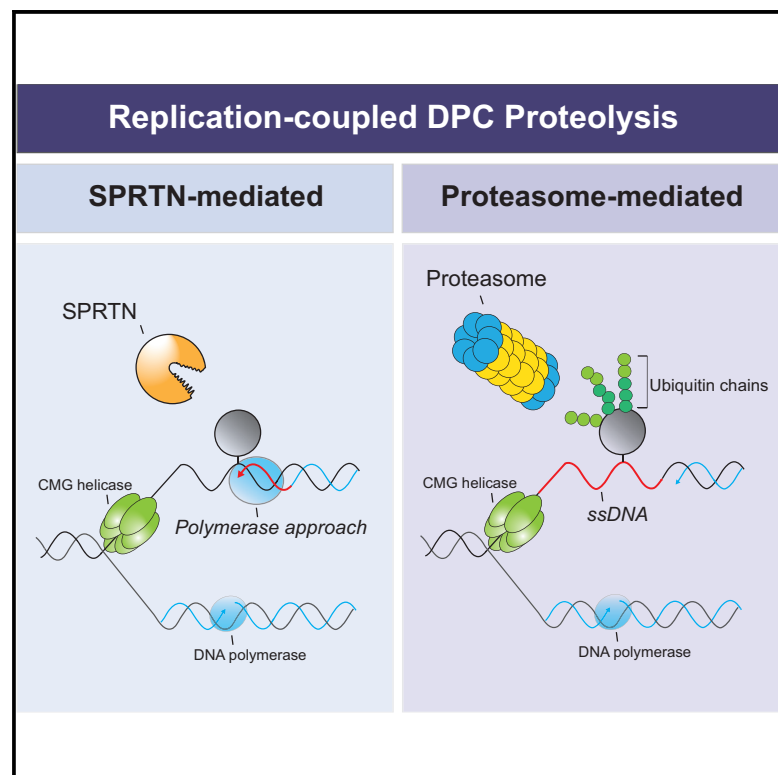 Replication-coupled DPC Proteolysis
SPRTN-mediated
Proteasome-mediated
SPRTN
CMG helicase
Polymerase approach
DNA polymerase
Proteasome
Ubiquitin chains
CMG helicase
ssDNA
DNA polymerase